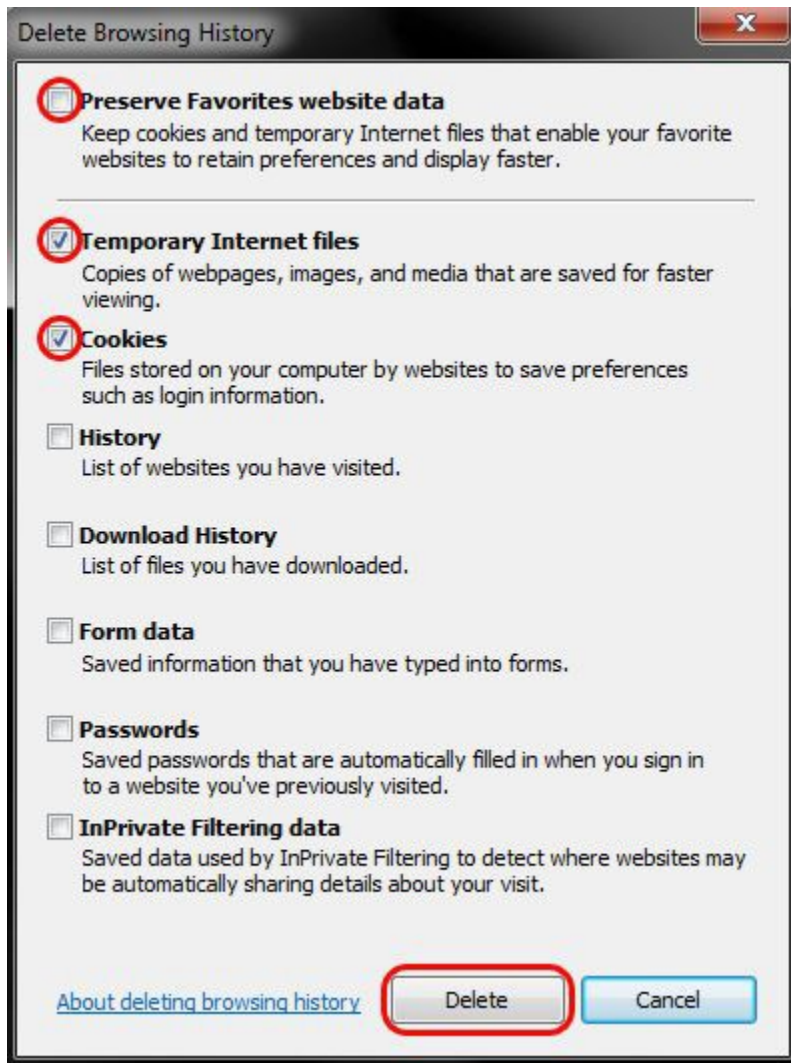 Delete Browsing History
Preserve Favorites website data
Keep cookies and temporary Internet files that enable your favorite
websites to retain preferences and display faster.
Temporary Internet files
Copies of webpages, images, and media that are saved for faster
viewing.
Cookies
Files stored on your computer by websites to save preferences
such as login information.
History
List of websites you have visited.
Download History
List of files you have downloaded.
Form data
Saved information that you have typed into forms.
Passwords
Saved passwords that are automatically filled in when you sign in
to a website you've previously visited.
InPrivate Filtering data
Saved data used by InPrivate Filtering to detect where websites may
be automatically sharing details about your visit.
About deleting browsing history Delete Cancel